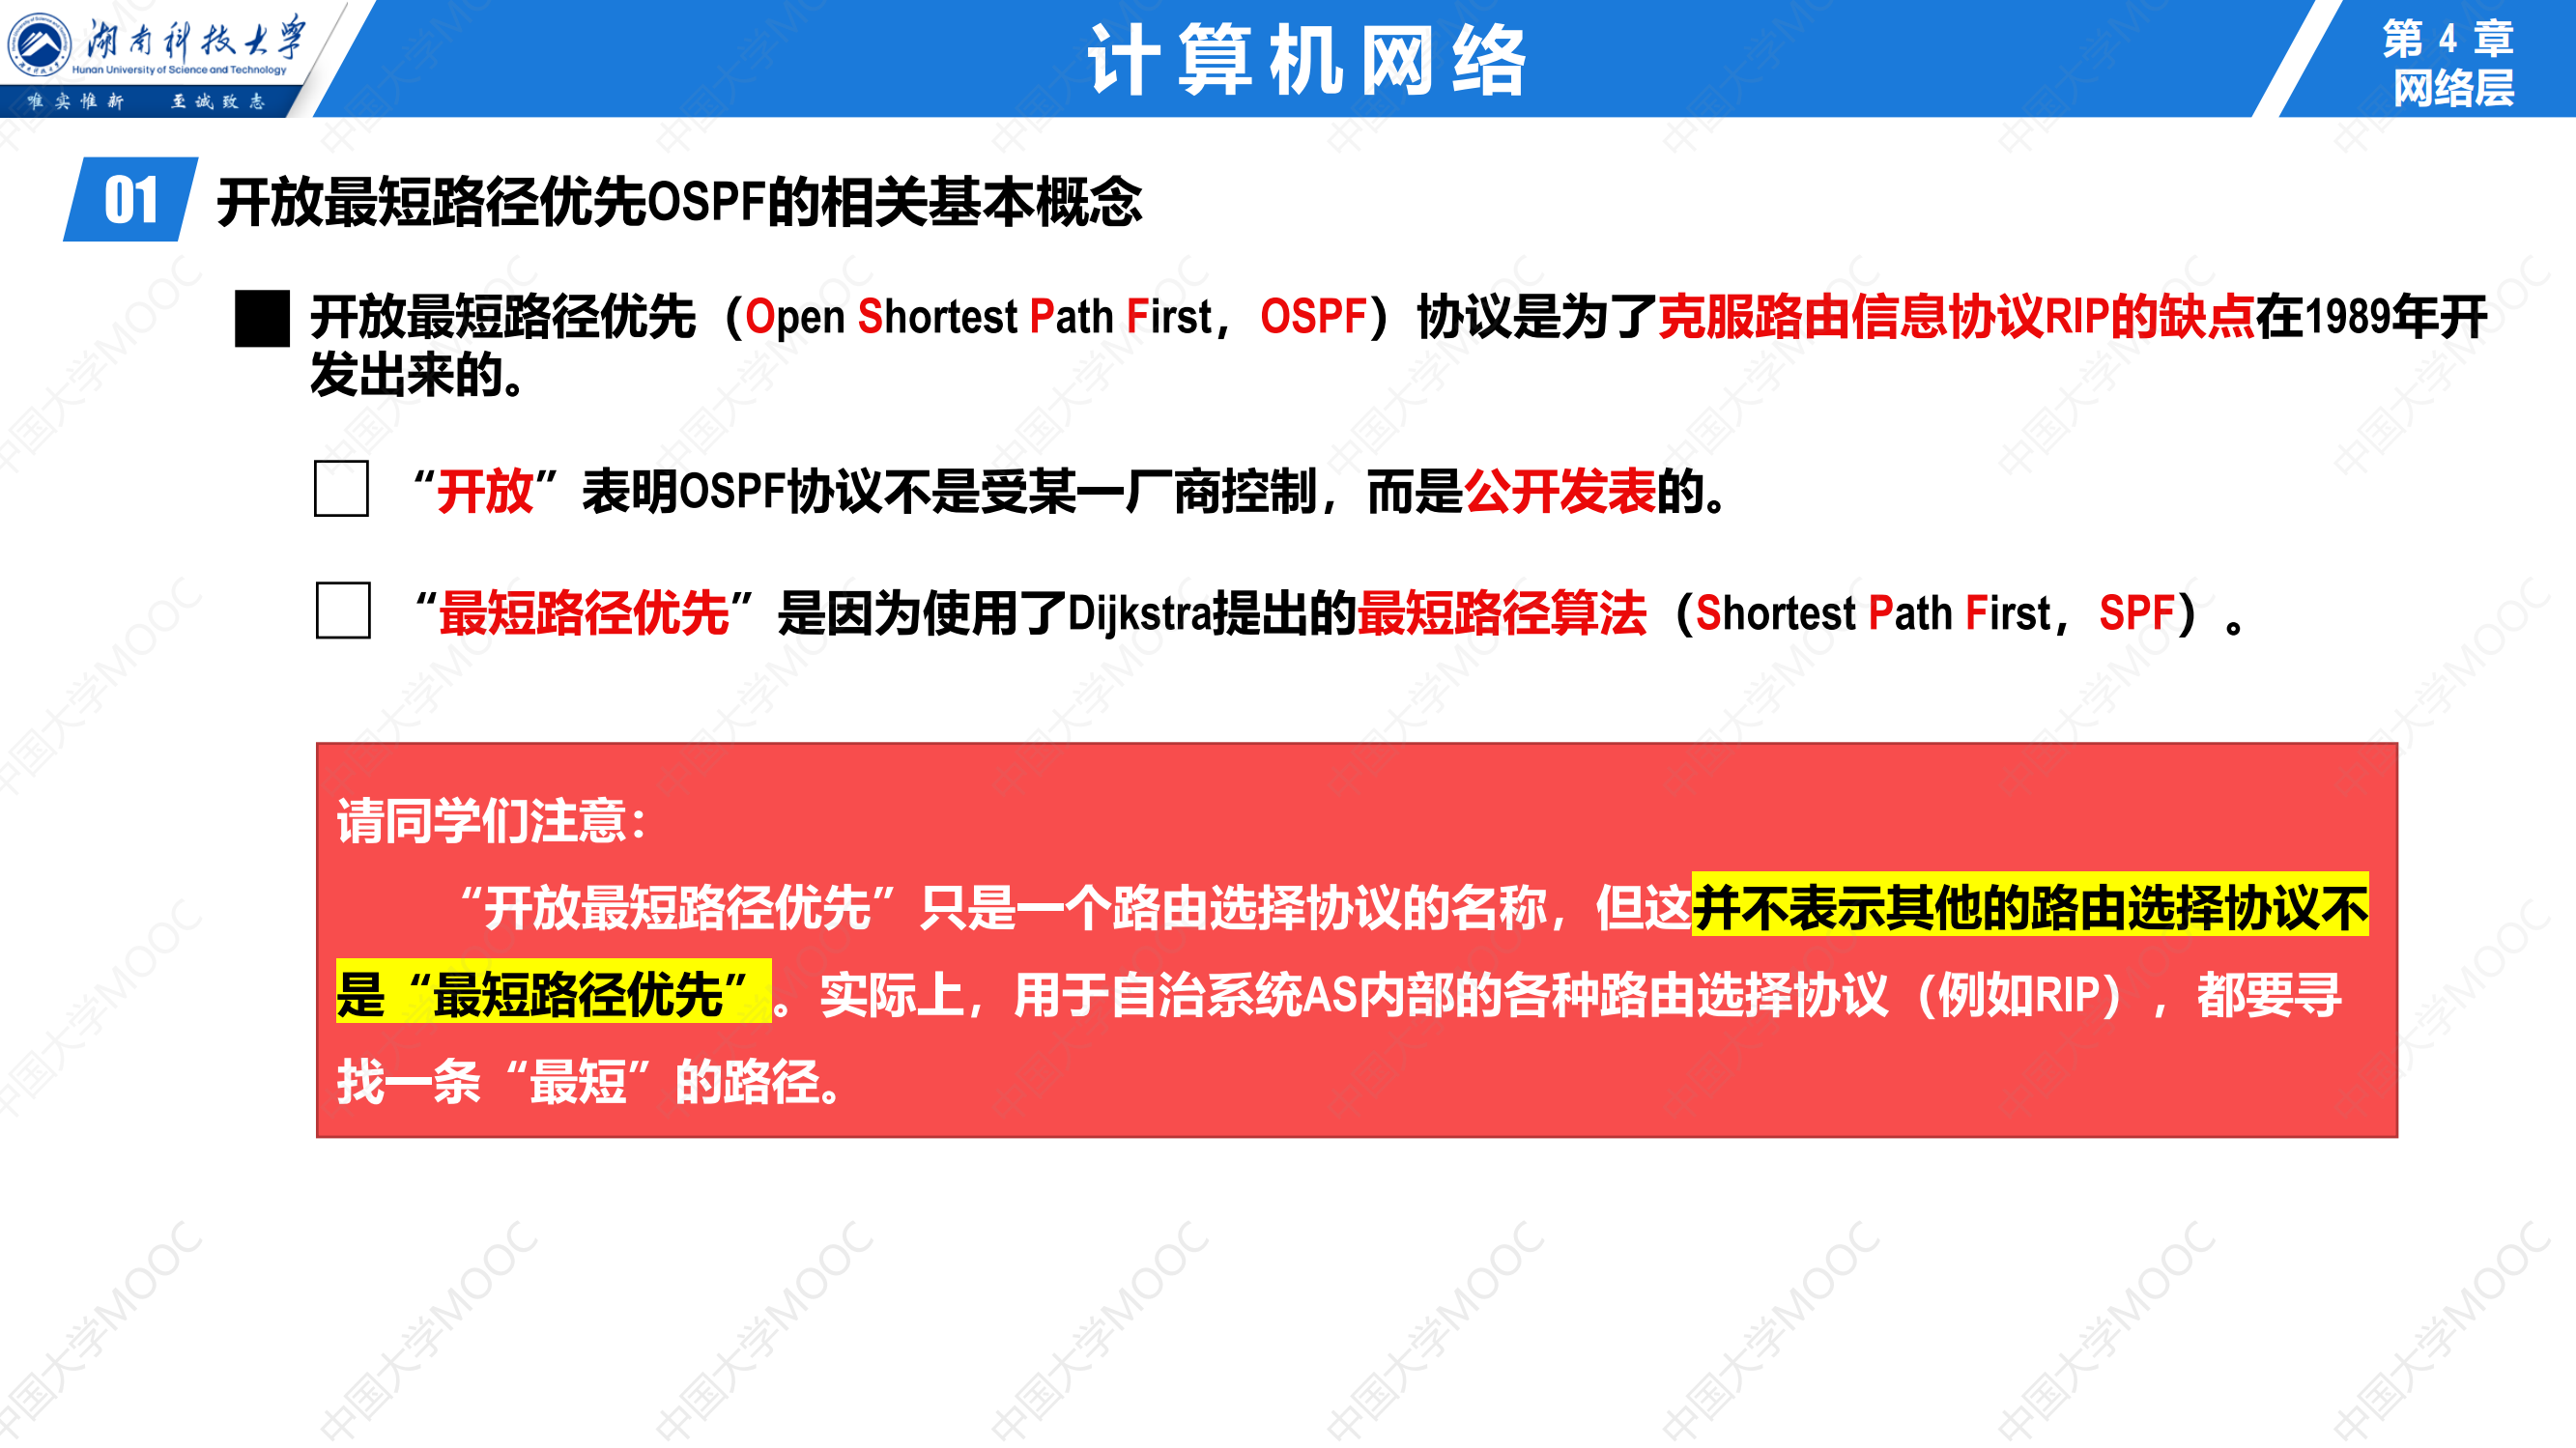 湖南科技大学
Hunan University of Science and Technology
唯实惟新 至诚致志
计算机网络
第 4 章
网络层
01 开放最短路径优先OSPF的相关基本概念
开放最短路径优先（Open Shortest Path First，OSPF）协议是为了克服路由信息协议RIP的缺点在1989年开
发出来的。
“开放”表明OSPF协议不是受某一厂商控制，而是公开发表的。
“最短路径优先”是因为使用了Dijkstra提出的最短路径算法（Shortest Path First，SPF）。
请同学们注意：
“开放最短路径优先”只是一个路由选择协议的名称，但这并不表示其他的路由选择协议不
是“最短路径优先”。实际上，用于自治系统AS内部的各种路由选择协议（例如RIP），都要寻
找一条“最短”的路径。
中国大学MOOC